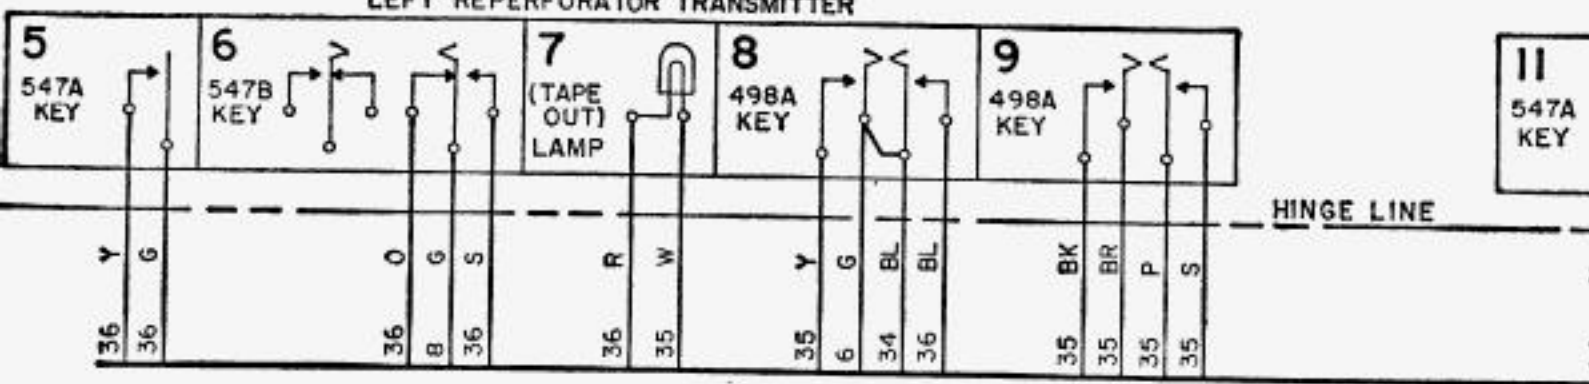 LEFT REPERFORATOR TRANSMITTER
5
547A
KEY
6
547B
KEY
7
(TAPE
OUT)
LAMP
8
498A
KEY
9
498A
KEY
11
547A
KEY
HINGE LINE
Y G O G S R W Y G BL BL BK BR P S
36 36 36 8 36 36 35 35 6 34 36 35 35 35 35